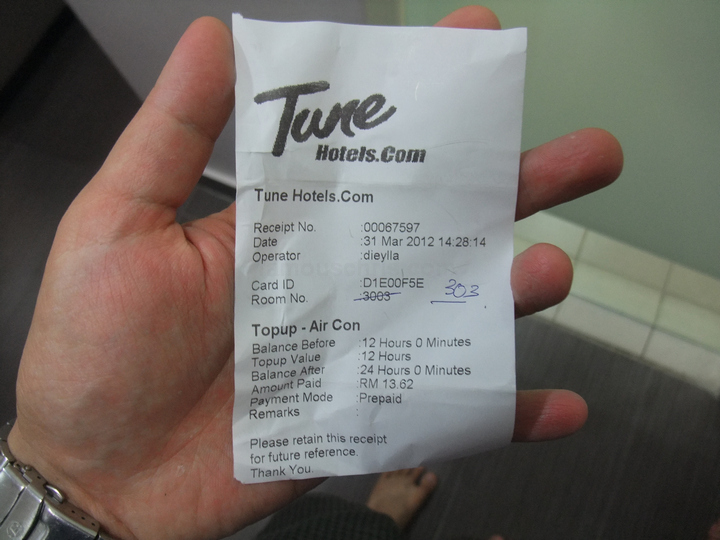 Tune
Hotels.Com
Tune Hotels.Com
Receipt No. :00067597
Date :31 Mar 2012 14:28:14
Operator :dieylla
Card ID :D1E00F5E
Room No. :3003 303
Topup - Air Con
Balance Before :12 Hours 0 Minutes
Topup Value :12 Hours
Balance After :24 Hours 0 Minutes
Amount Paid :RM 13.62
Payment Mode :Prepaid
Remarks :
Please retain this receipt
for future reference.
Thank You.